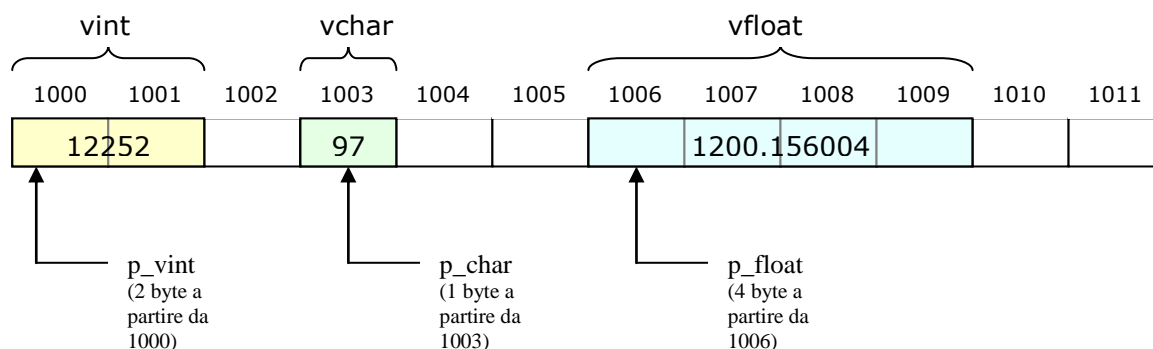 vint vchar vfloat
1000 1001 1002 1003 1004 1005 1006 1007 1008 1009 1010 1011
12252 97 1200.156004
p_vint
(2 byte a
partire da
1000)
p_char
(1 byte a
partire da
1003)
p_float
(4 byte a
partire da
1006)